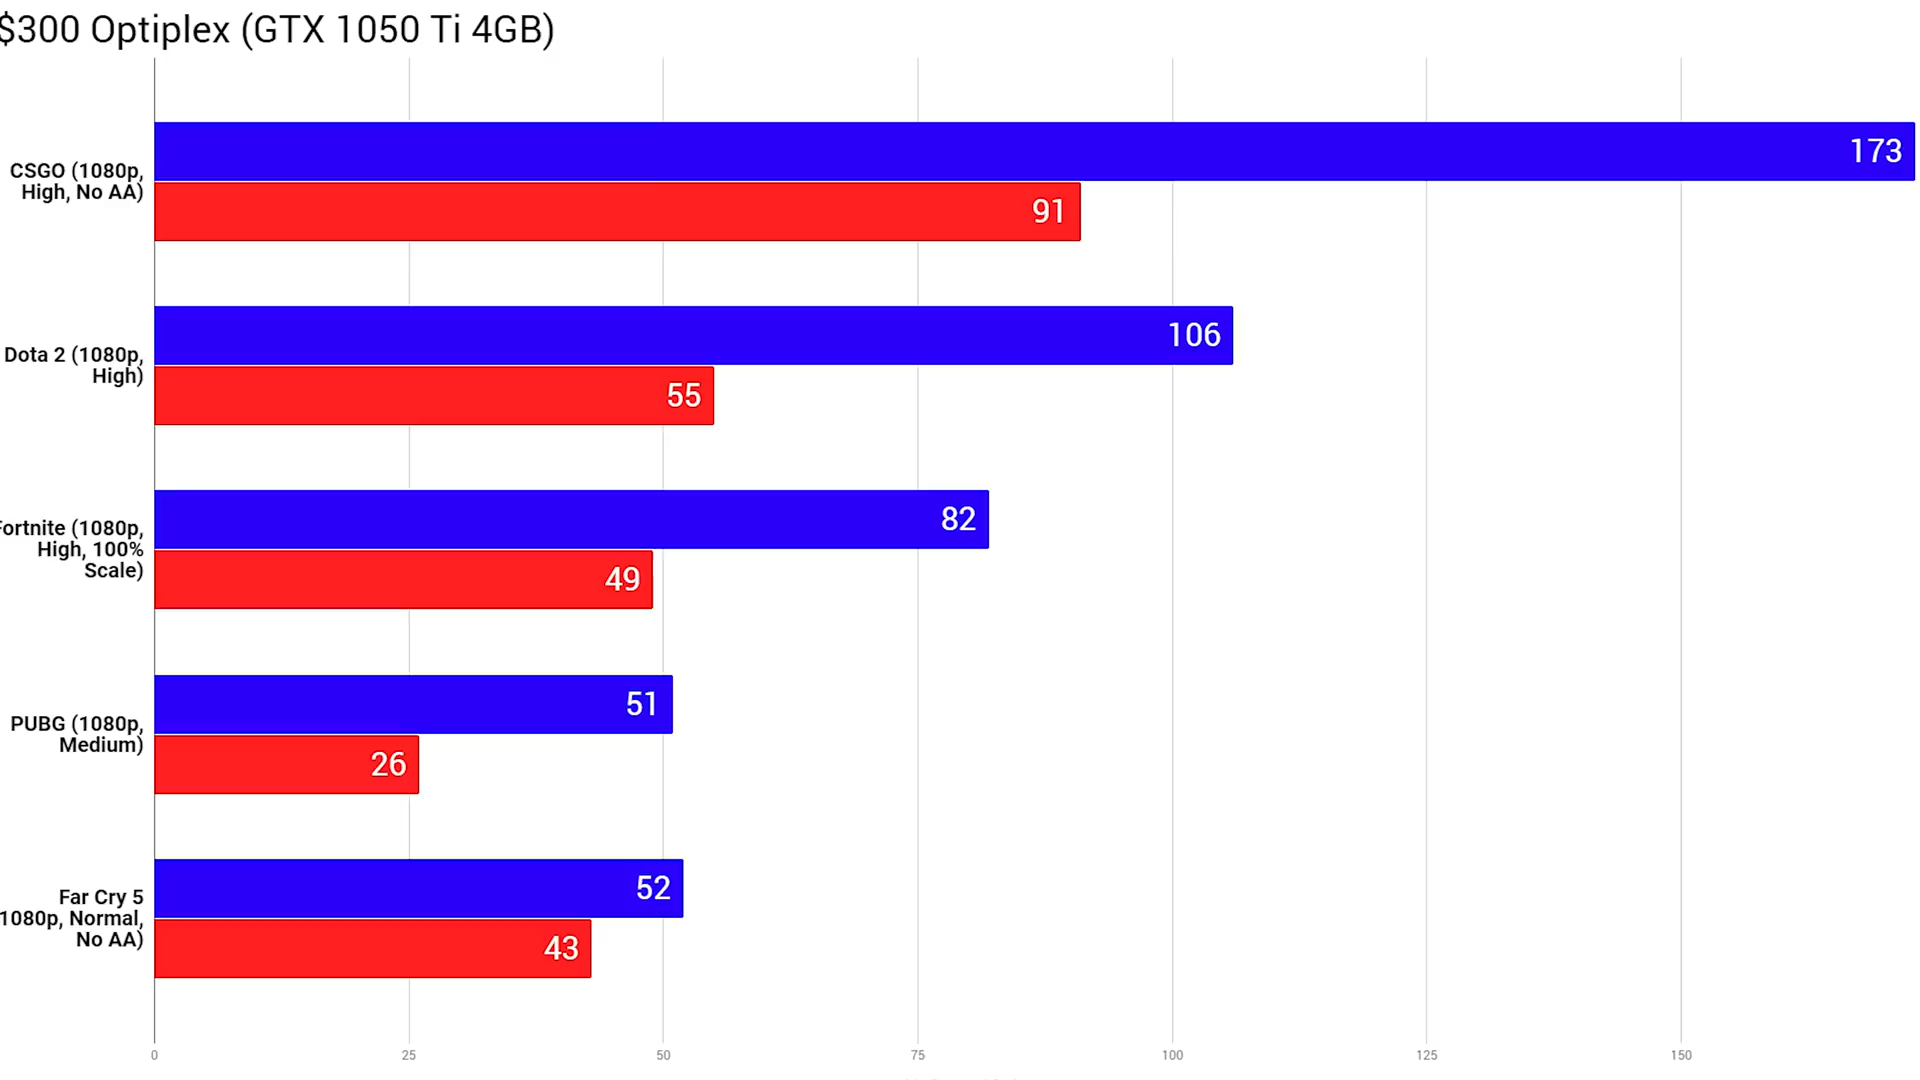 $300 Optiplex (GTX 1050 Ti 4GB)
CSGO (1080p,
High, No AA)
173
91
Dota 2 (1080p,
High)
106
55
Fortnite (1080p,
High, 100%
Scale)
82
49
PUBG (1080p,
Medium)
51
26
Far Cry 5
1080p, Normal,
No AA)
52
43
0 25 50 75 100 125 150